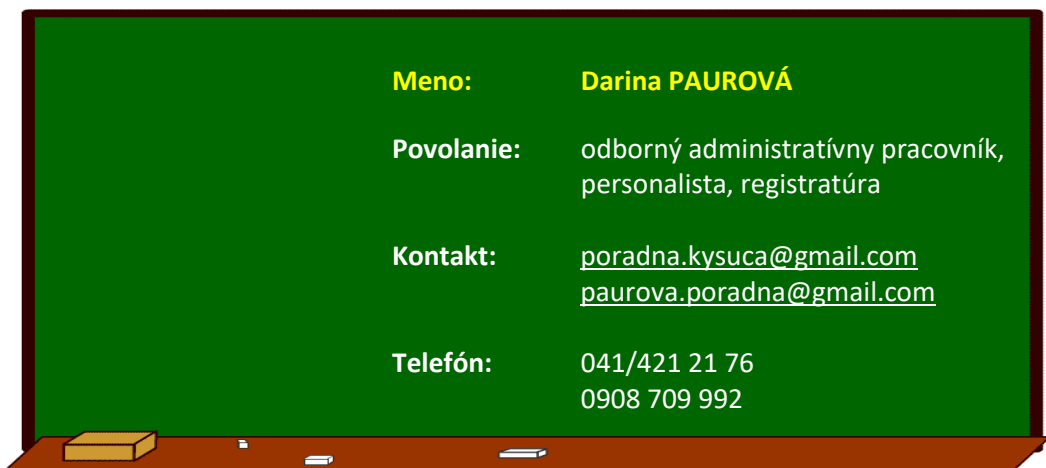 Meno: Darina PAUROVÁ
Povolanie: odborný administratívny pracovník,
personalista, registratúra
Kontakt: poradna.kysuca@gmail.com
paurova.poradna@gmail.com
Telefón: 041/421 21 76
0908 709 992